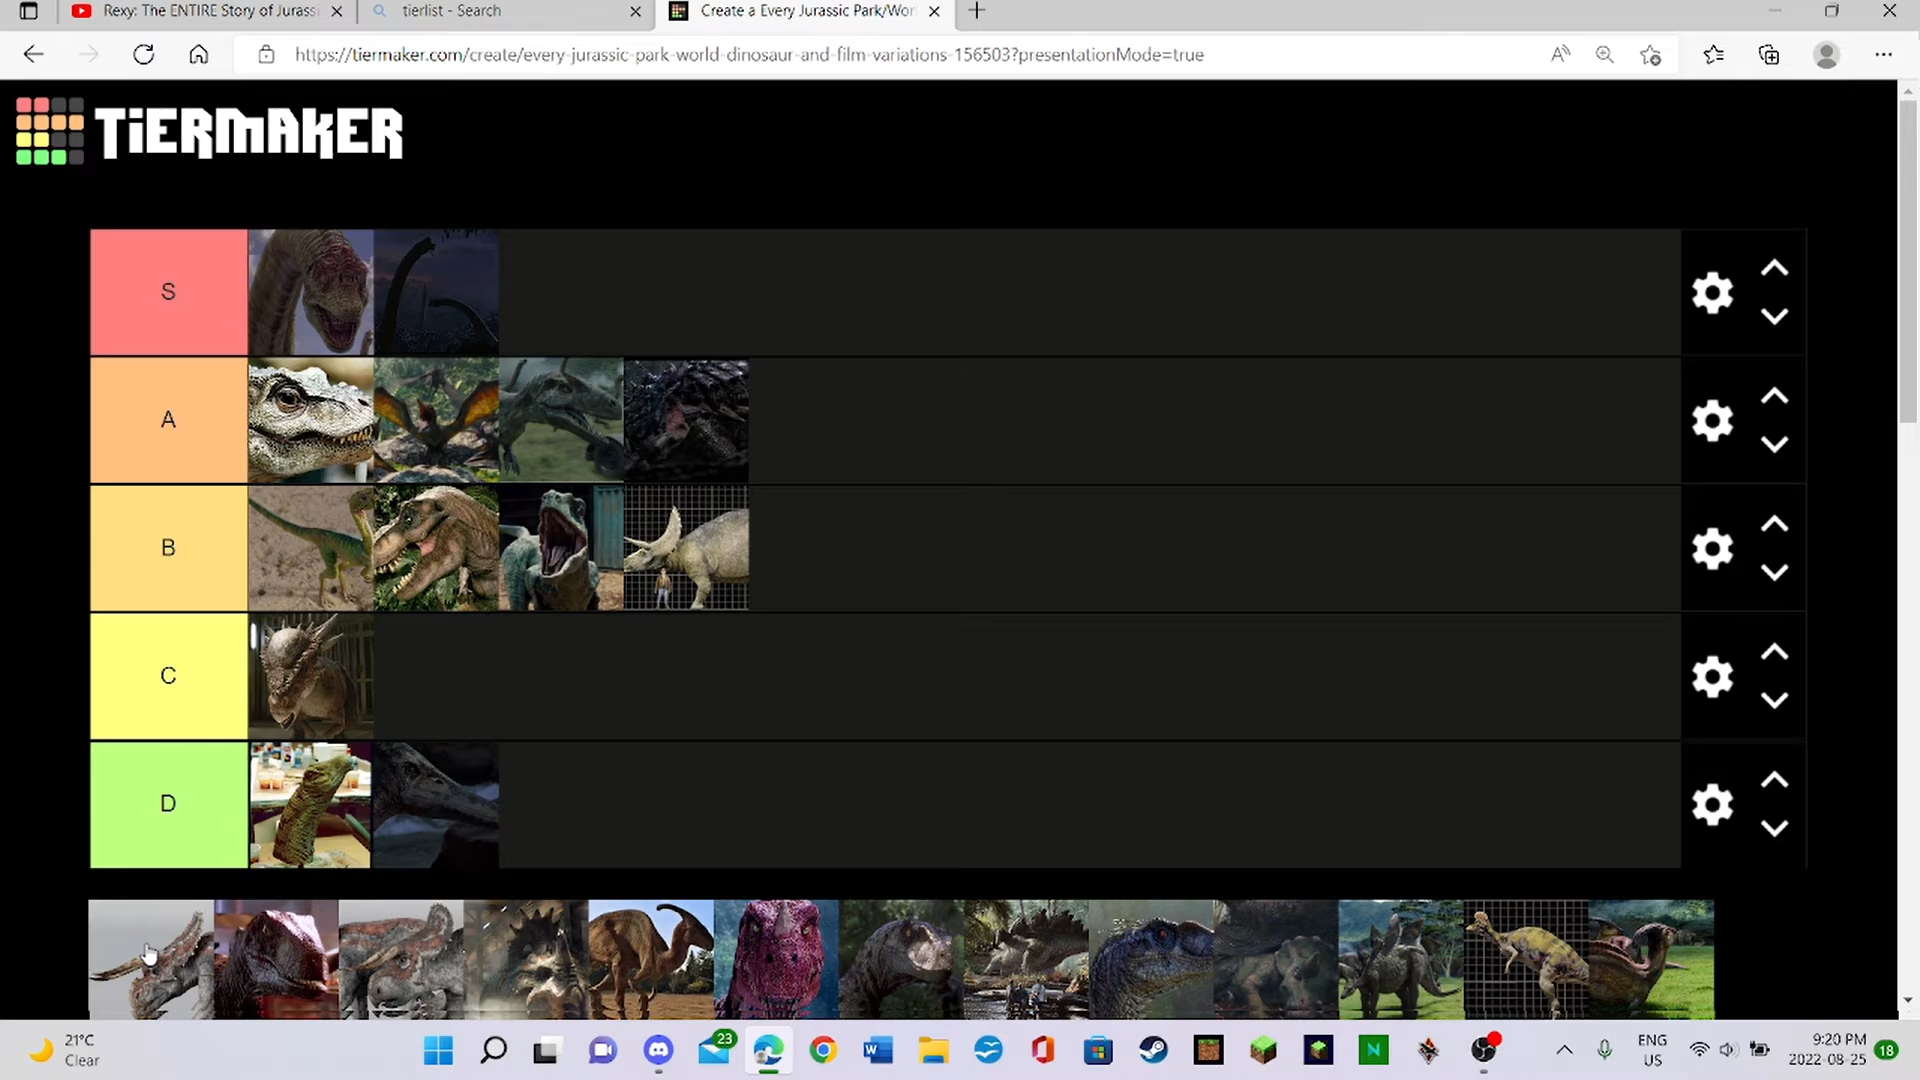 Rexy: The ENTIRE Story of Jurassi
tierlist - Search
Create a Every Jurassic Park/Wor
https://tiermaker.com/create/every-jurassic-park-world-dinosaur-and-film-variations-156503?presentationMode=true
TiERMAKER
S
A
B
C
D
21°C
Clear
23
ENG
US
9:20 PM
2022-08-25
18